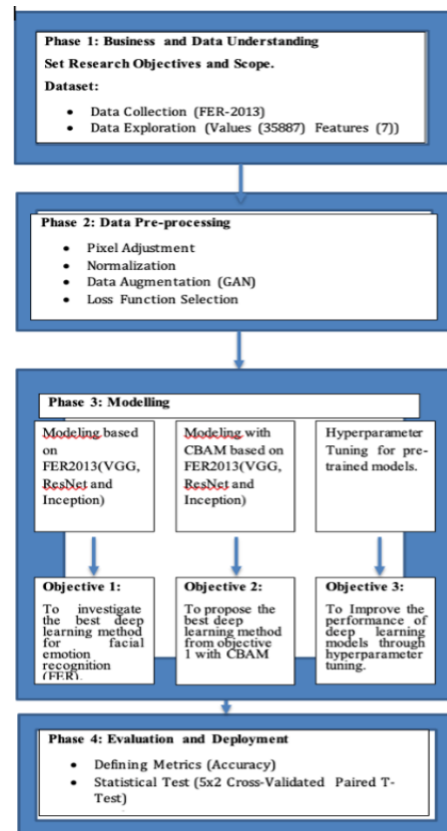 Phase 1: Business and Data Understanding
Set Research Objectives and Scope.
Dataset:
• Data Collection (FER-2013)
• Data Exploration (Values (35887) Features (7))
Phase 2: Data Pre-processing
• Pixel Adjustment
• Normalization
• Data Augmentation (GAN)
• Loss Function Selection
Phase 3: Modelling
Modeling based
on
FER2013(VGG,
ResNet and
Inception)
Modeling with
CBAM based on
FER2013(VGG,
ResNet and
Inception)
Hyperparameter
Tuning for pre-
trained models.
Objective 1:
To investigate
the best deep
learning method
for facial
emotion
recognition
(FER).
Objective 2:
To propose the
best deep
learning method
from objective
1 with CBAM
Objective 3:
To Improve the
performance of
deep learning
models through
hyperparameter
tuning.
Phase 4: Evaluation and Deployment
• Defining Metrics (Accuracy)
• Statistical Test (5x2 Cross-Validated Paired T-
Test)